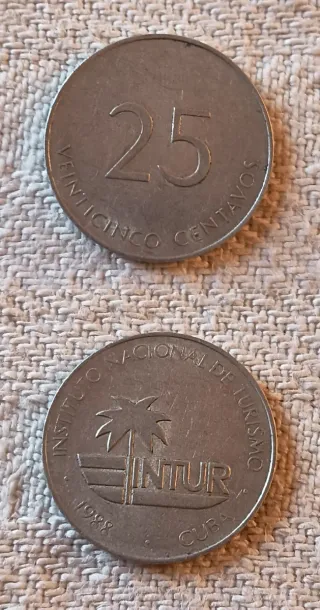 25
VEINTICINCO CENTAVOS
INSTITUTO NACIONAL DE TURISMO
INTUR
1988
CUBA